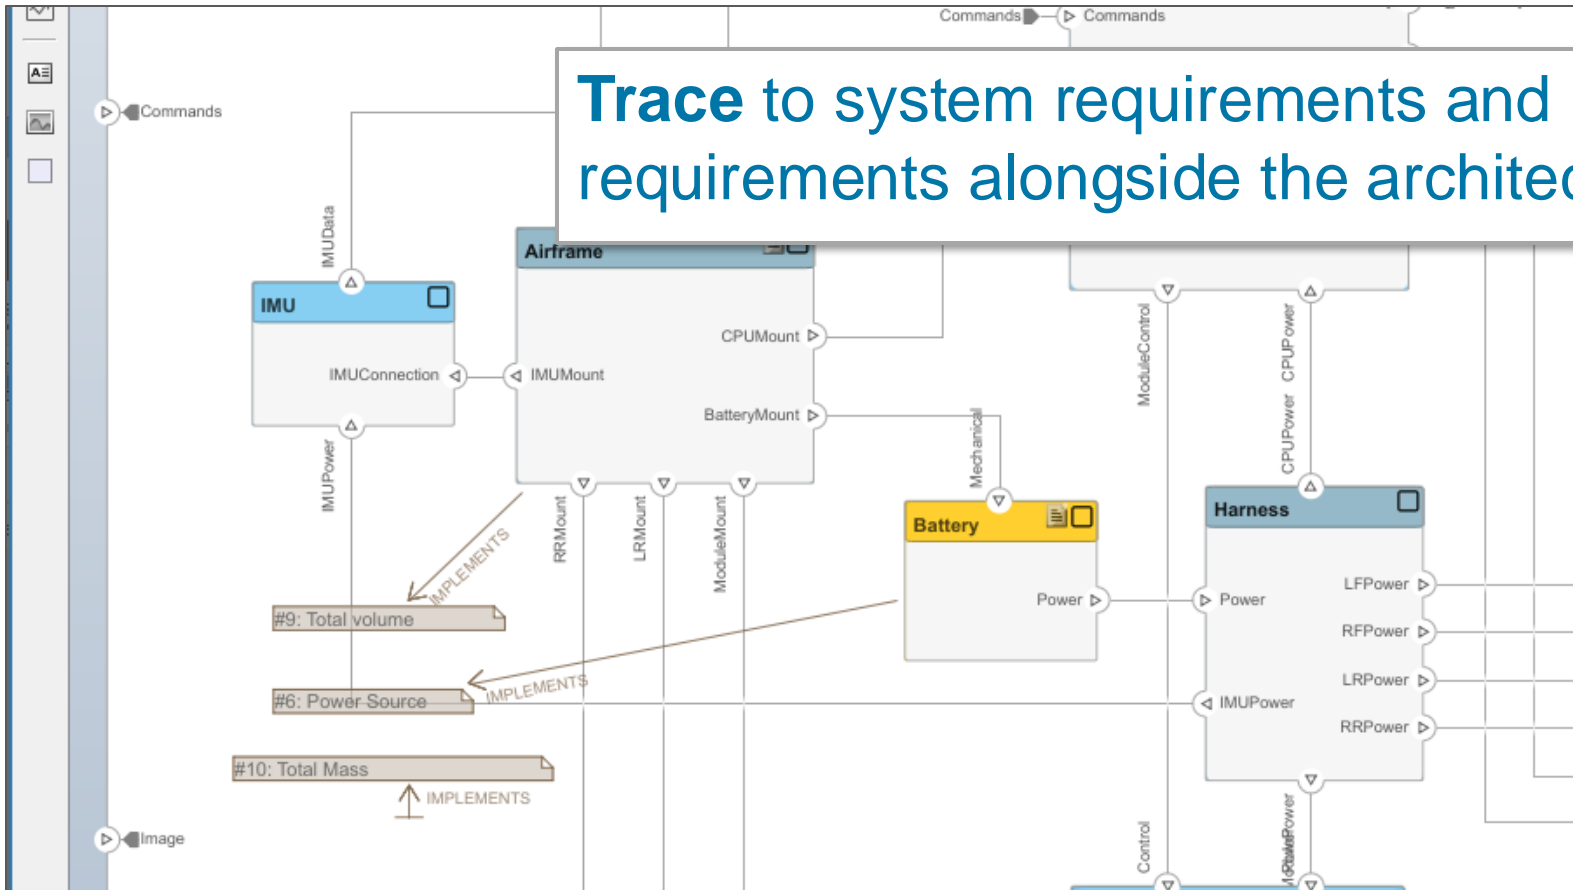 Commands
Commands
Trace to system requirements and
requirements alongside the architec
Commands
IMUData
Airframe
IMU
CPUMount
IMUConnection
IMUMount
BatteryMount
ModuleControl
CPUPower
CPUPower
Mechanical
IMUPower
RRMount
LRMount
ModuleMount
IMPLEMENTS
Battery
Harness
Power
Power
LFPower
RFPower
LRPower
RRPower
IMUPower
#9: Total volume
IMPLEMENTS
#6: Power Source
#10: Total Mass
IMPLEMENTS
Image
Control